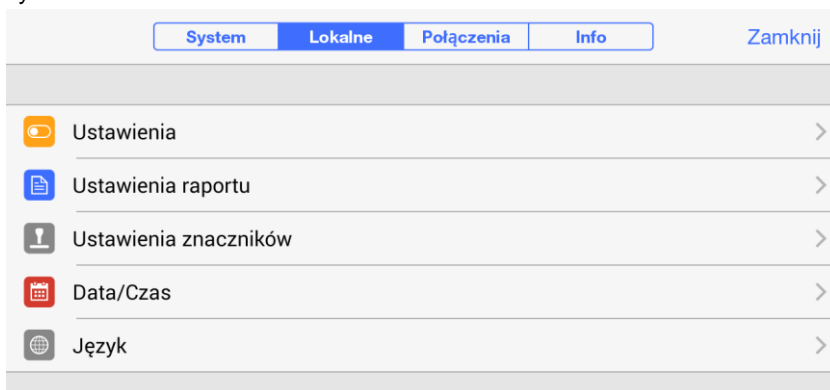 System Lokalne Połączenia Info Zamknij
Ustawienia
Ustawienia raportu
Ustawienia znaczników
Data/Czas
Język